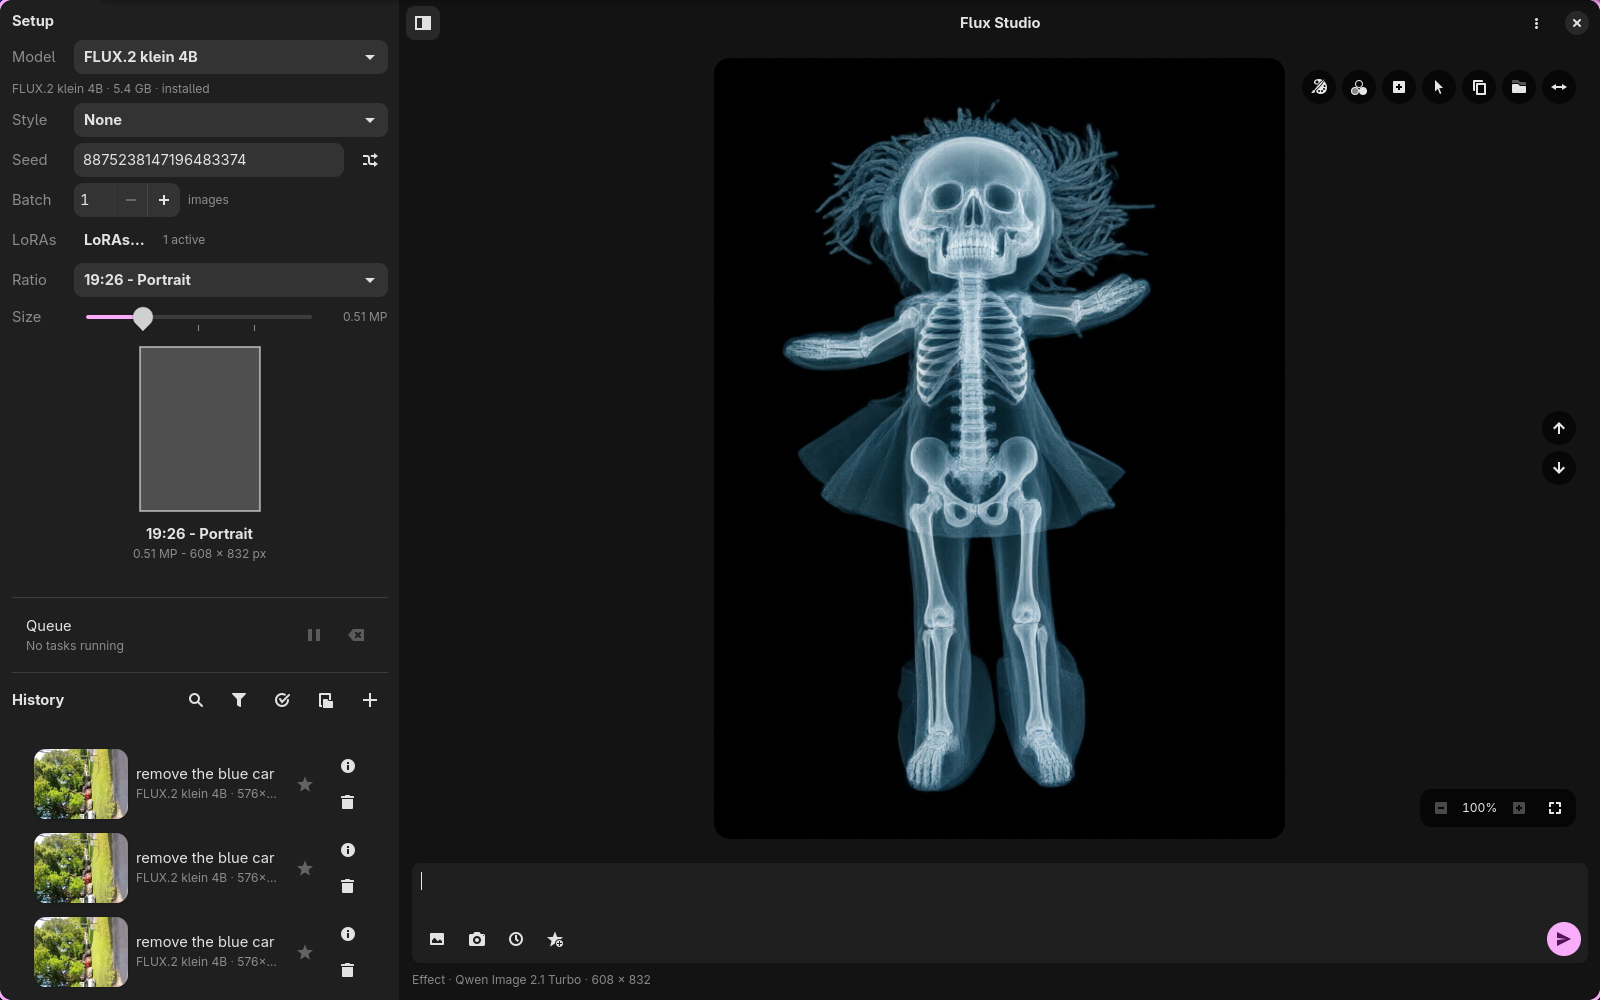 Setup
Flux Studio
Model
FLUX.2 klein 4B
FLUX.2 klein 4B · 5.4 GB · installed
Style
None
Seed
8875238147196483374
Batch
1
images
LoRAs
LoRAs...
1 active
Ratio
19:26 - Portrait
Size
0.51 MP
19:26 - Portrait
0.51 MP - 608 × 832 px
Queue
No tasks running
History
remove the blue car
FLUX.2 klein 4B · 576×...
remove the blue car
FLUX.2 klein 4B · 576×...
remove the blue car
FLUX.2 klein 4B · 576×...
100%
Effect · Qwen Image 2.1 Turbo · 608 × 832